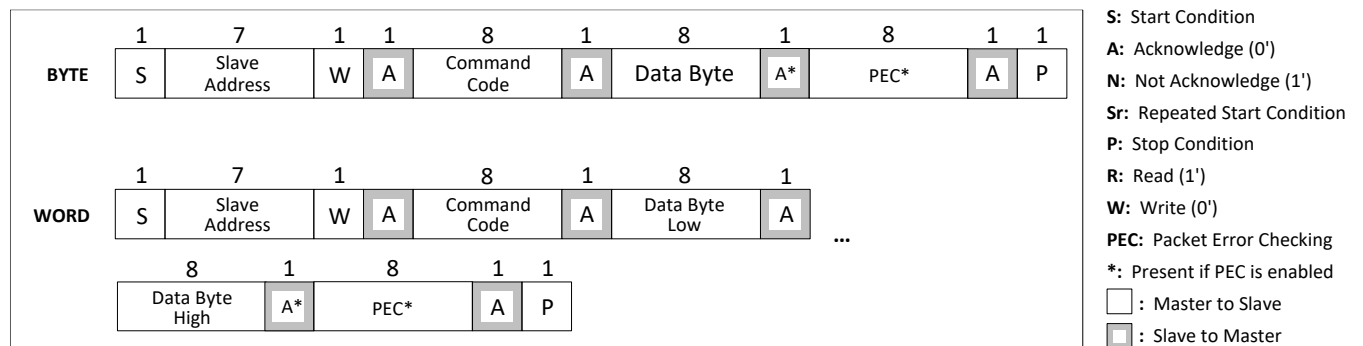 1 7 1 1 8 1 8 1 8 1 1
BYTE S Slave Address W A Command Code A Data Byte A* PEC* A P
1 7 1 8 1 8 1
WORD S Slave Address W A Command Code A Data Byte Low A ...
8 1 8 1 1
Data Byte High A* PEC* A P
S: Start Condition
A: Acknowledge (0')
N: Not Acknowledge (1')
Sr: Repeated Start Condition
P: Stop Condition
R: Read (1')
W: Write (0')
PEC: Packet Error Checking
*: Present if PEC is enabled
: Master to Slave
: Slave to Master